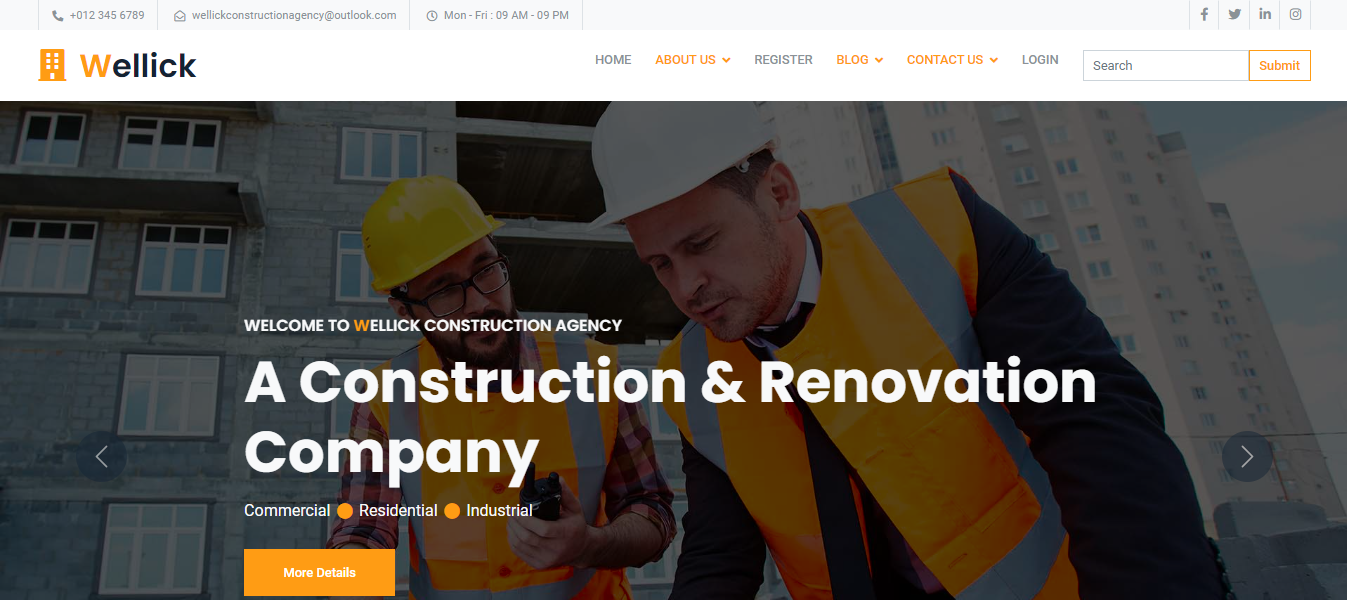 +012 345 6789 wellickconstructionagency@outlook.com Mon - Fri : 09 AM - 09 PM
Wellick
HOME ABOUT US REGISTER BLOG CONTACT US LOGIN Search Submit
WELCOME TO WELLICK CONSTRUCTION AGENCY
A Construction & Renovation
Company
Commercial Residential Industrial
More Details